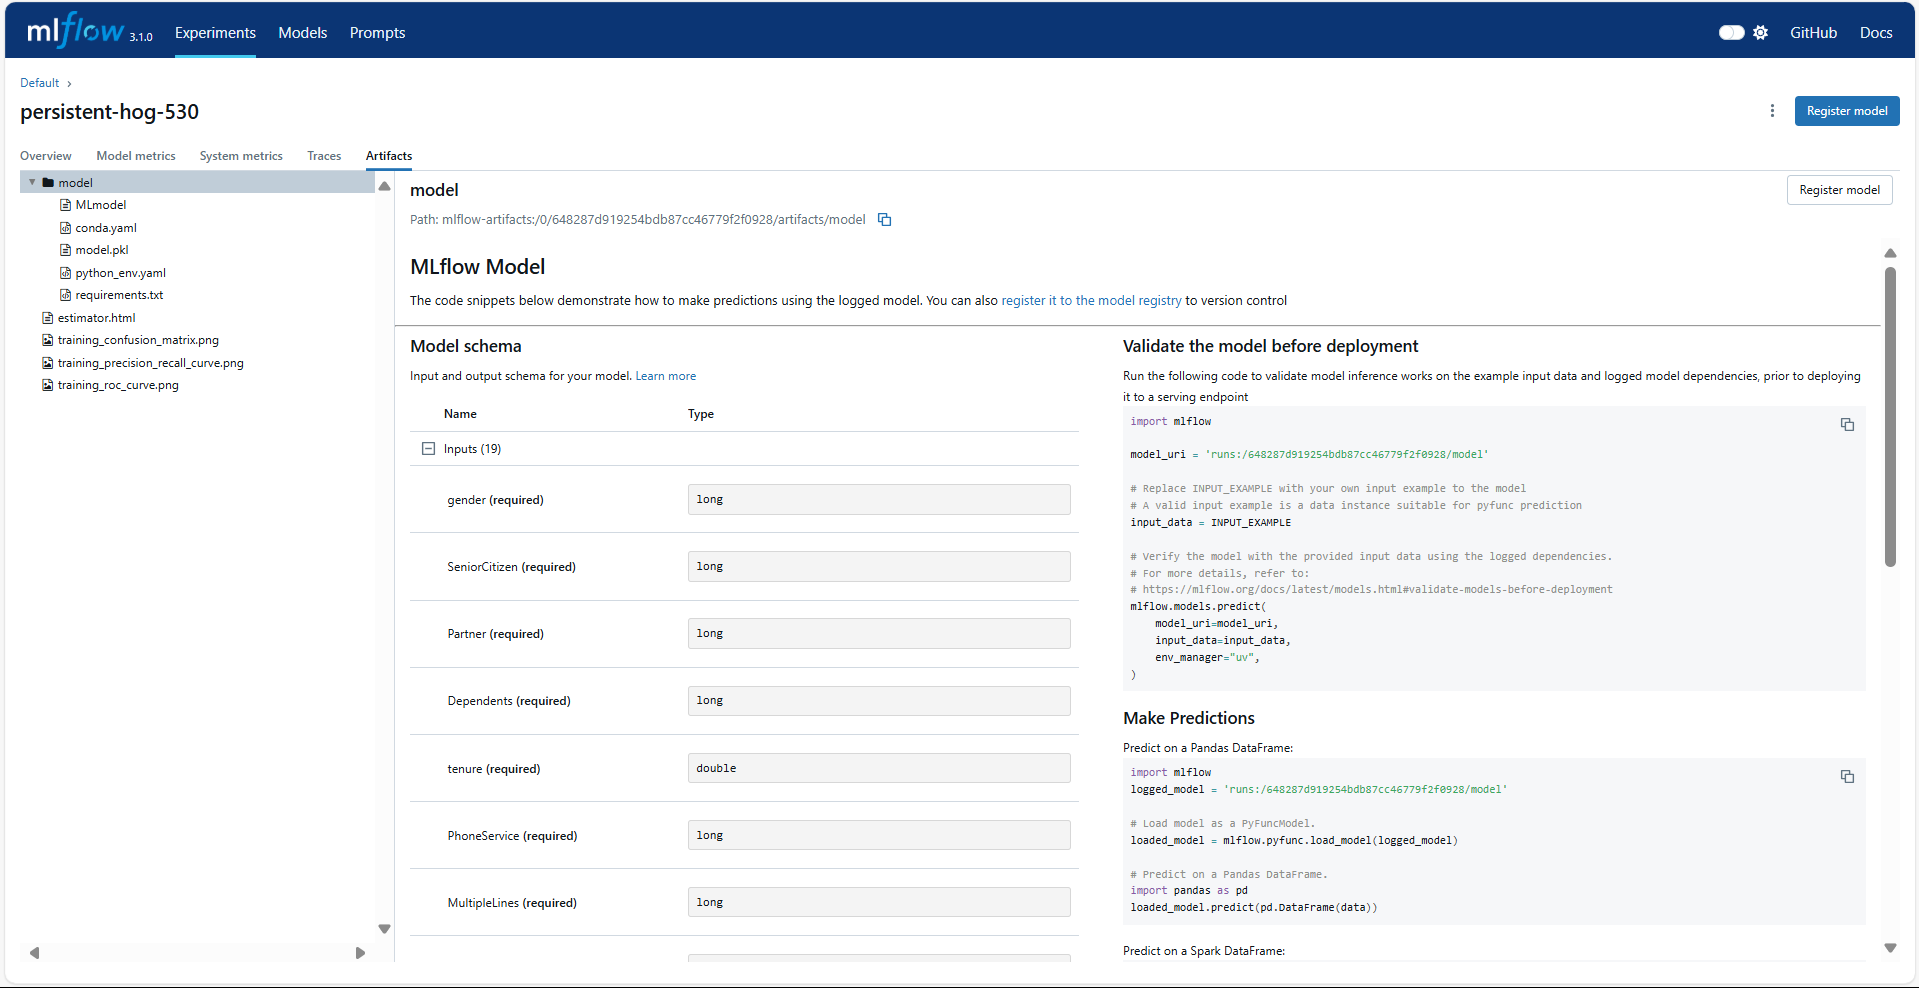 mlflow 3.1.0 Experiments Models Prompts GitHub Docs
Default ›
persistent-hog-530
Register model
Overview Model metrics System metrics Traces Artifacts
model
MLmodel
conda.yaml
model.pkl
python_env.yaml
requirements.txt
estimator.html
training_confusion_matrix.png
training_precision_recall_curve.png
training_roc_curve.png
model
Register model
Path: mlflow-artifacts:/0/648287d919254bdb87cc46779f2f0928/artifacts/model
MLflow Model
The code snippets below demonstrate how to make predictions using the logged model. You can also register it to the model registry to version control
Model schema
Input and output schema for your model. Learn more
Name Type
Inputs (19)
gender (required) long
SeniorCitizen (required) long
Partner (required) long
Dependents (required) long
tenure (required) double
PhoneService (required) long
MultipleLines (required) long
Validate the model before deployment
Run the following code to validate model inference works on the example input data and logged model dependencies, prior to deploying
it to a serving endpoint
import mlflow
model_uri = 'runs:/648287d919254bdb87cc46779f2f0928/model'
# Replace INPUT_EXAMPLE with your own input example to the model
# A valid input example is a data instance suitable for pyfunc prediction
input_data = INPUT_EXAMPLE
# Verify the model with the provided input data using the logged dependencies.
# For more details, refer to:
# https://mlflow.org/docs/latest/models.html#validate-models-before-deployment
mlflow.models.predict(
model_uri=model_uri,
input_data=input_data,
env_manager="uv",
)
Make Predictions
Predict on a Pandas DataFrame:
import mlflow
logged_model = 'runs:/648287d919254bdb87cc46779f2f0928/model'
# Load model as a PyFuncModel.
loaded_model = mlflow.pyfunc.load_model(logged_model)
# Predict on a Pandas DataFrame.
import pandas as pd
loaded_model.predict(pd.DataFrame(data))
Predict on a Spark DataFrame: